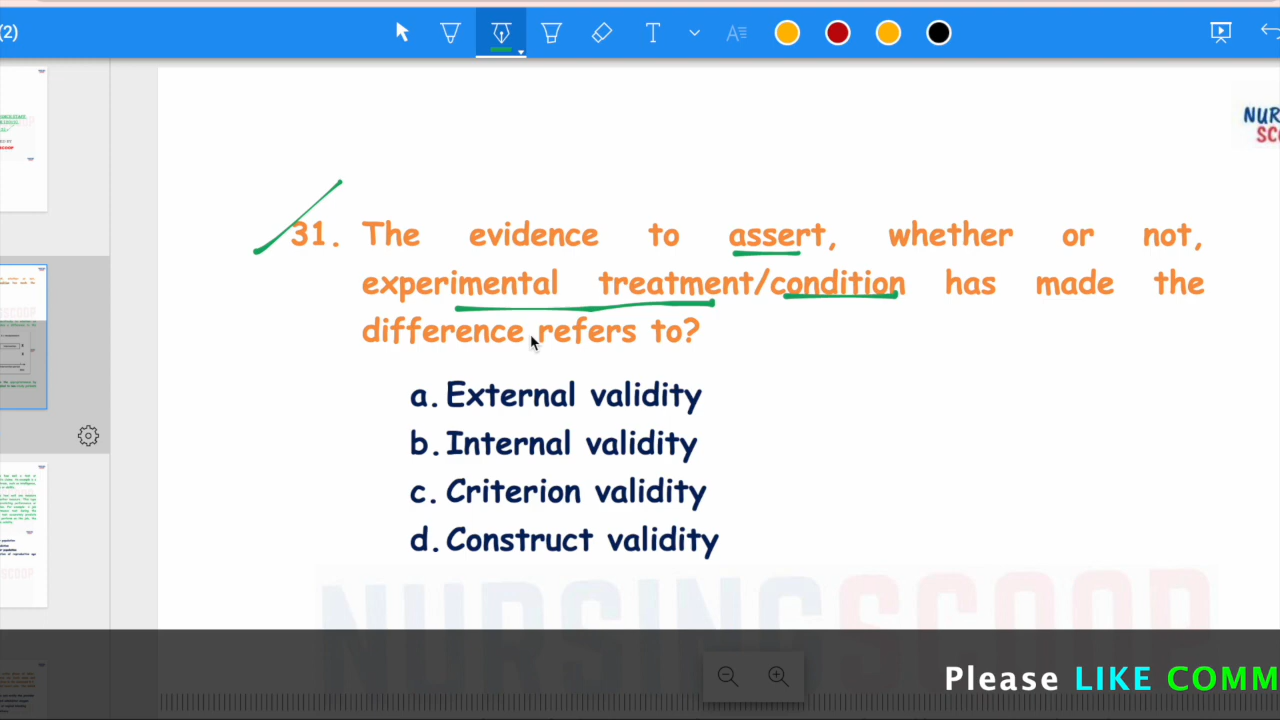 (2)
T
NUR
SC
31. The evidence to assert, whether or not,
experimental treatment/condition has made the
difference refers to?
a. External validity
b. Internal validity
c. Criterion validity
d. Construct validity
NURSINGSCOOP
Please LIKE COMM